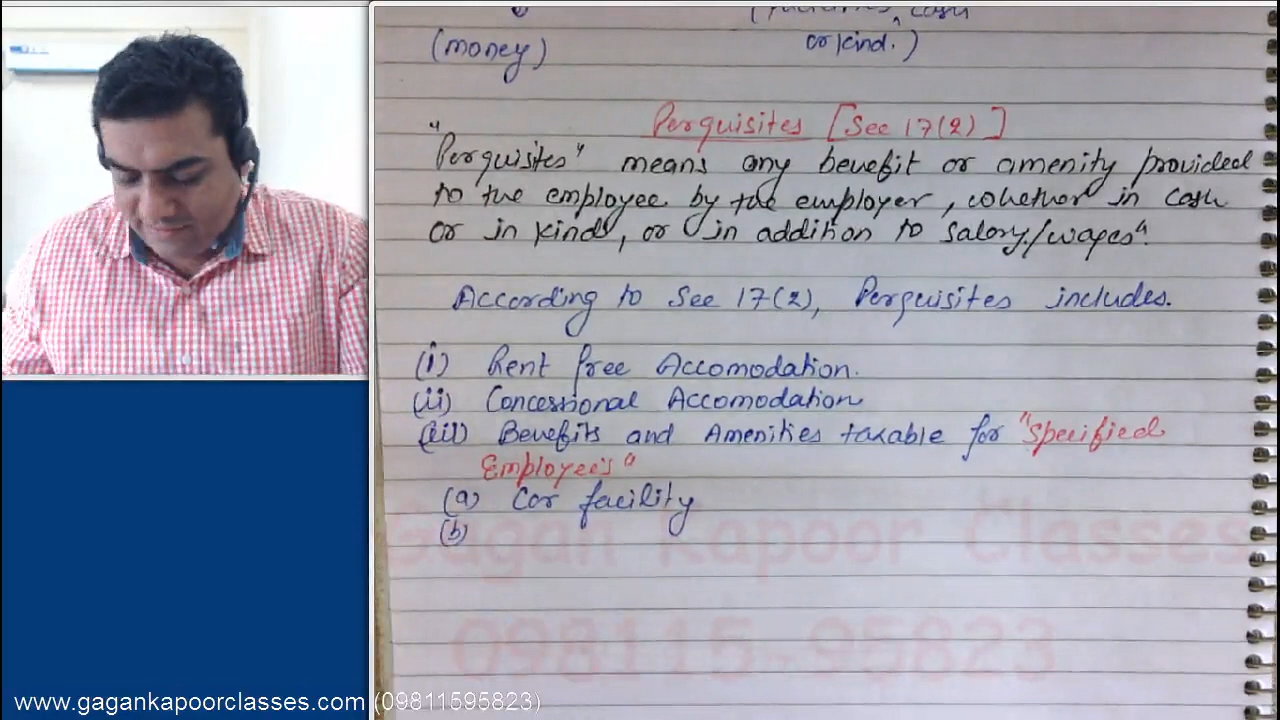 (money)
or kind.)
Perquisites [Sec 17(2)]
"Perquistes" means any benefit or amenity provided
to the employee by the employer, whether in cash
or in kind, or in addition to salary/wages".
According to Sec 17(2), Perquisites includes.
(i) Rent free Accomodation.
(ii) Concessional Accomodation
(iii) Benefits and Amenities taxable for "Specified
Employees"
(a) Car facility
(b)
Gagan Kapoor Classes
098115-95823
www.gagankapoorclasses.com (09811595823)